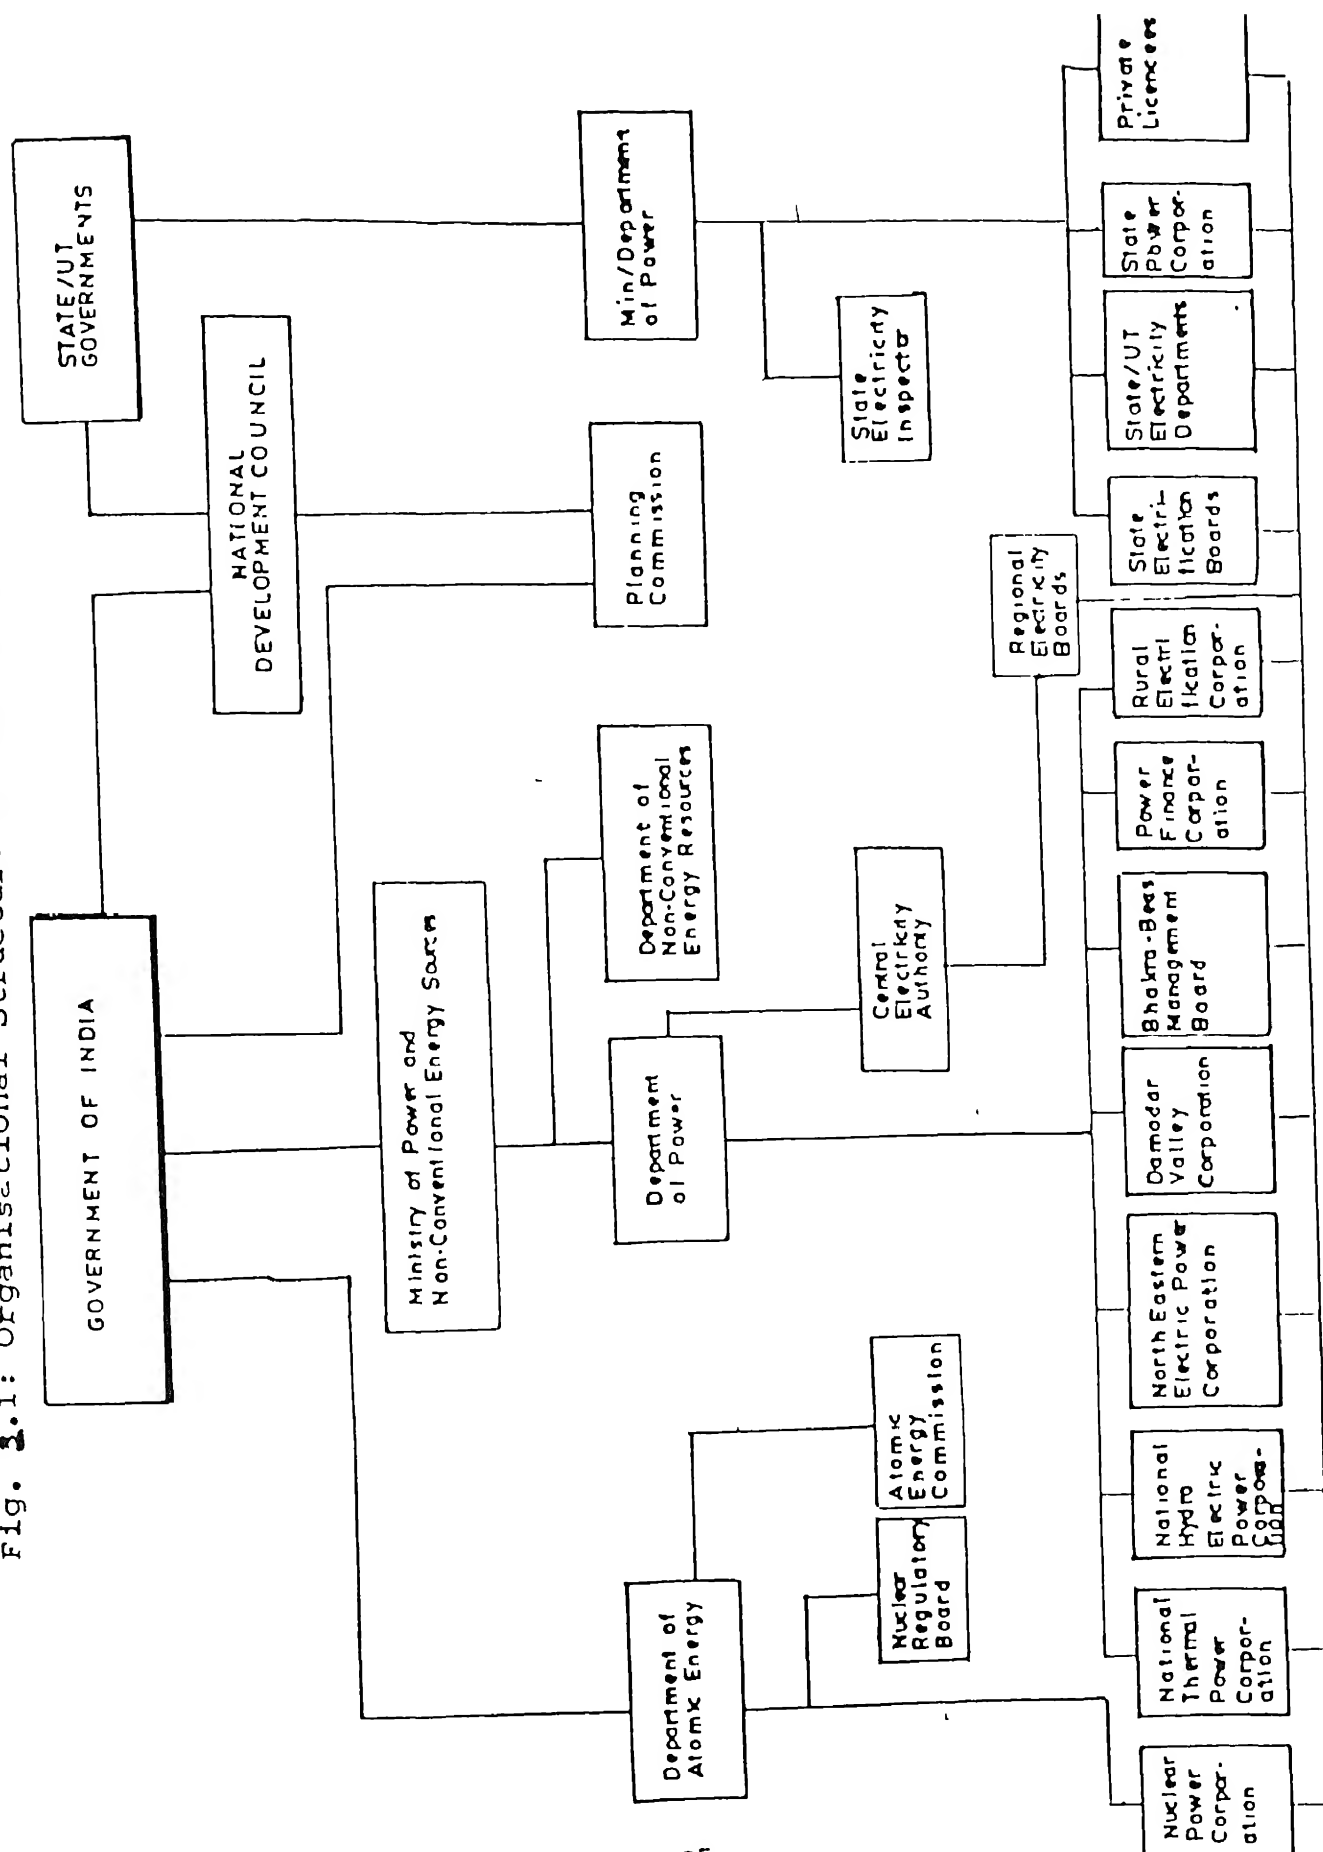 Fig. 3.1: Organisational
GOVERNMENT OF INDIA
STATE/UT
GOVERNMENTS
NATIONAL
DEVELOPMENT COUNCIL
Ministry of Power and
Non-Conventional Energy Sources
Department of
Atomic Energy
Department
of Power
Department of
Non-Conventional
Energy Resources
Planning
Commission
Min/Department
of Power
Nuclear
Regulatory
Board
Atomic
Energy
Commission
Central
Electricity
Authority
State
Electricity
Inspector
Regional
Electricity
Boards
Nuclear
Power
Corpor-
ation
National
Thermal
Power
Corpor-
ation
National
Hydro
Electric
Power
Corpora-
tion
North Eastern
Electric Power
Corporation
Damodar
Valley
Corporation
Bhakra-Beas
Management
Board
Power
Finance
Corpor-
ation
Rural
Electri
fication
Corpor-
ation
State
Electri-
fication
Boards
State/UT
Electricity
Departments
State
Power
Corpor-
ation
Private
Licencees